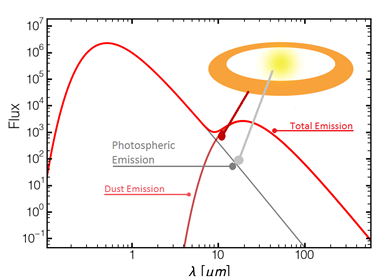 Flux
10⁷
10⁶
10⁵
10⁴
10³
10²
10¹
10⁰
10⁻¹
Total Emission
Photospheric
Emission
Dust Emission
1
10
100
λ [μm]